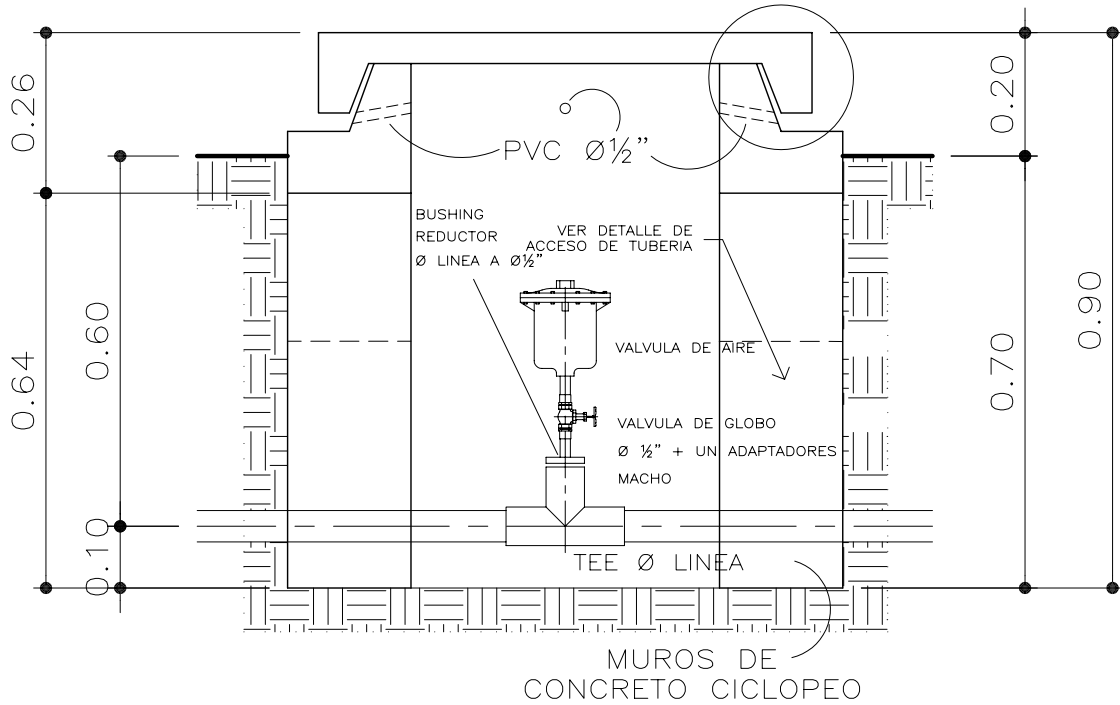 0.26
0.64
0.60
0.10
PVC Ø½"
BUSHING
REDUCTOR
Ø LINEA A Ø½"
VER DETALLE DE
ACCESO DE TUBERIA
VALVULA DE AIRE
VALVULA DE GLOBO
Ø ½" + UN ADAPTADORES
MACHO
TEE Ø LINEA
MUROS DE
CONCRETO CICLOPEO
0.20
0.70
0.90